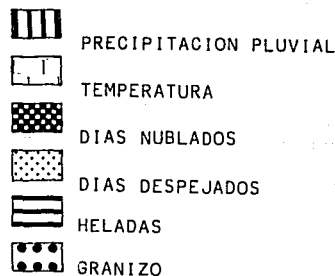 PRECIPITACION PLUVIAL
TEMPERATURA
DIAS NUBLADOS
DIAS DESPEJADOS
HELADAS
GRANIZO